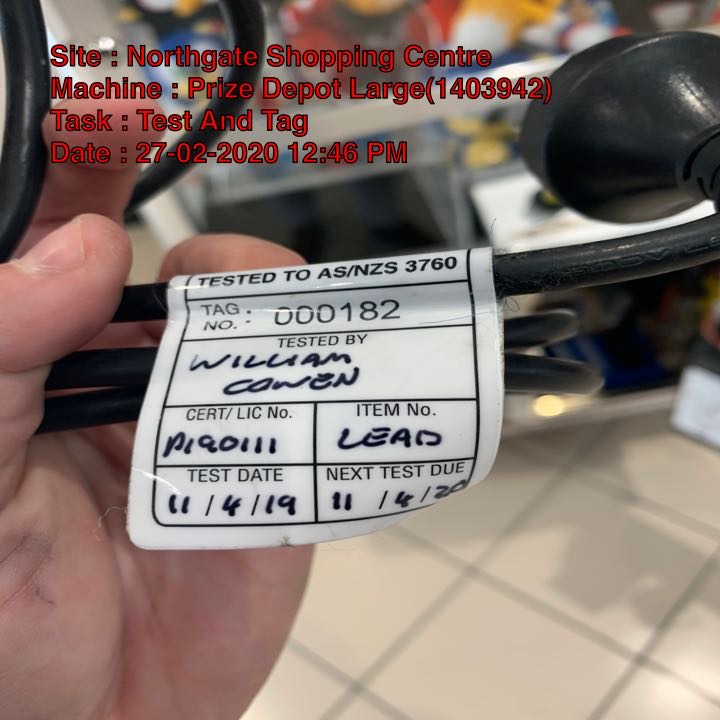 Site : Northgate Shopping Centre
Machine : Prize Depot Large(1403942)
Task : Test And Tag
Date : 27-02-2020 12:46 PM
TESTED TO AS/NZS 3760
TAG NO. : 000182
TESTED BY
WILLIAM
COWEN
CERT/ LIC No. ITEM No.
LEAD
TEST DATE NEXT TEST DUE
11 / 4 / 19 11 / 4 / 20